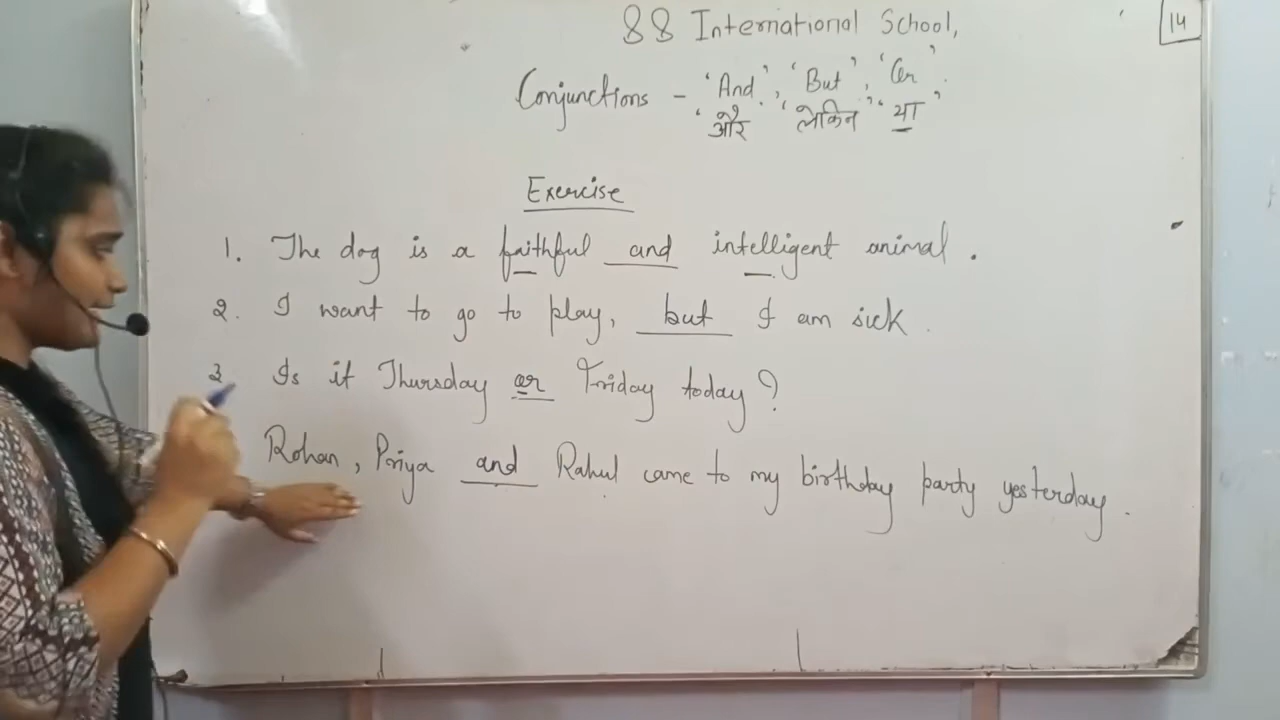 88 International School,
14
Conjunctions - 'And', 'But', 'Or'
'और' 'लेकिन' 'या'
Exercise
1. The dog is a faithful and intelligent animal.
2. I want to go to play, but I am sick.
3 Is it Thursday or Friday today?
Rohan, Priya and Rahul came to my birthday party yesterday.